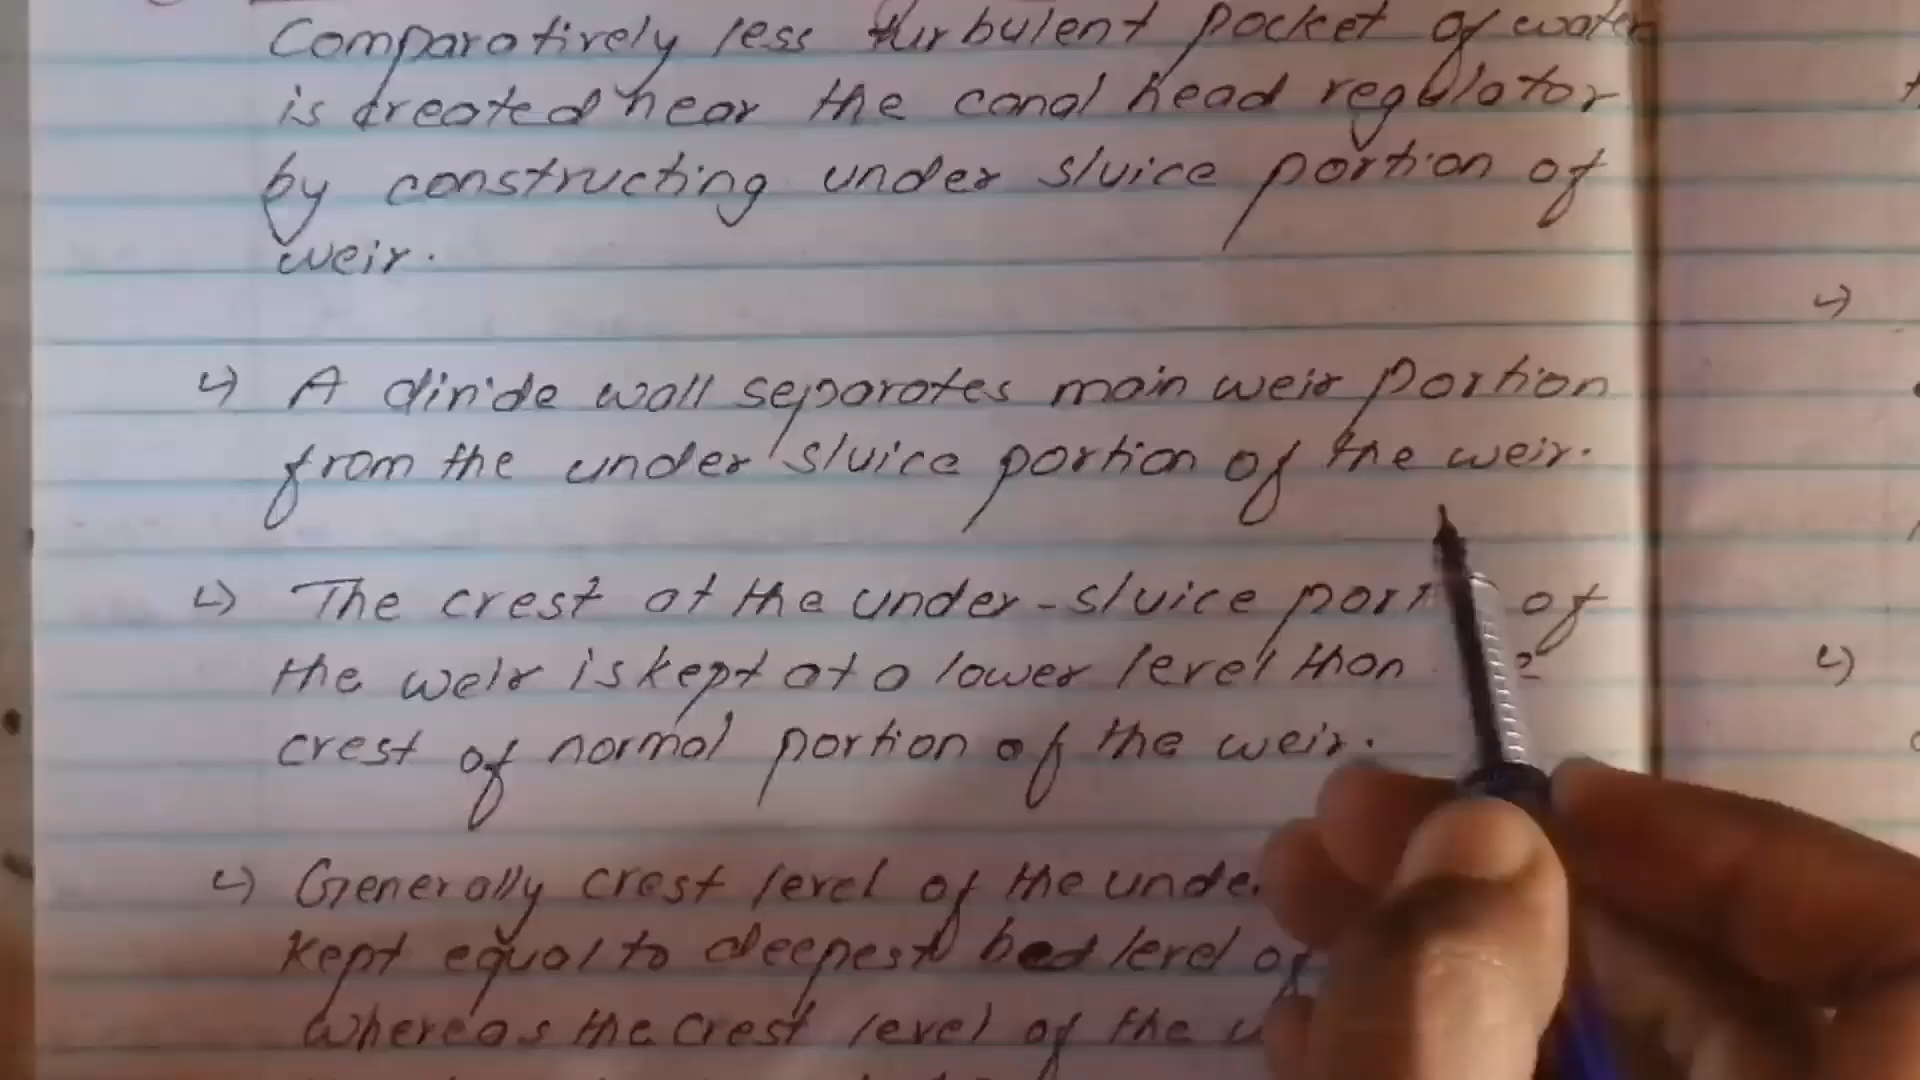 Comparatively less turbulent pocket of water
is created near the canal head regulator
by constructing under sluice portion of
weir.
↳ A divide wall separates main weir portion
from the under sluice portion of the weir.
↳ The crest of the under-sluice port of
the weir is kept at a lower level than
crest of normal portion of the weir.
↳ Generally crest level of the unde
kept equal to deepest bed level of
whereas the crest level of the